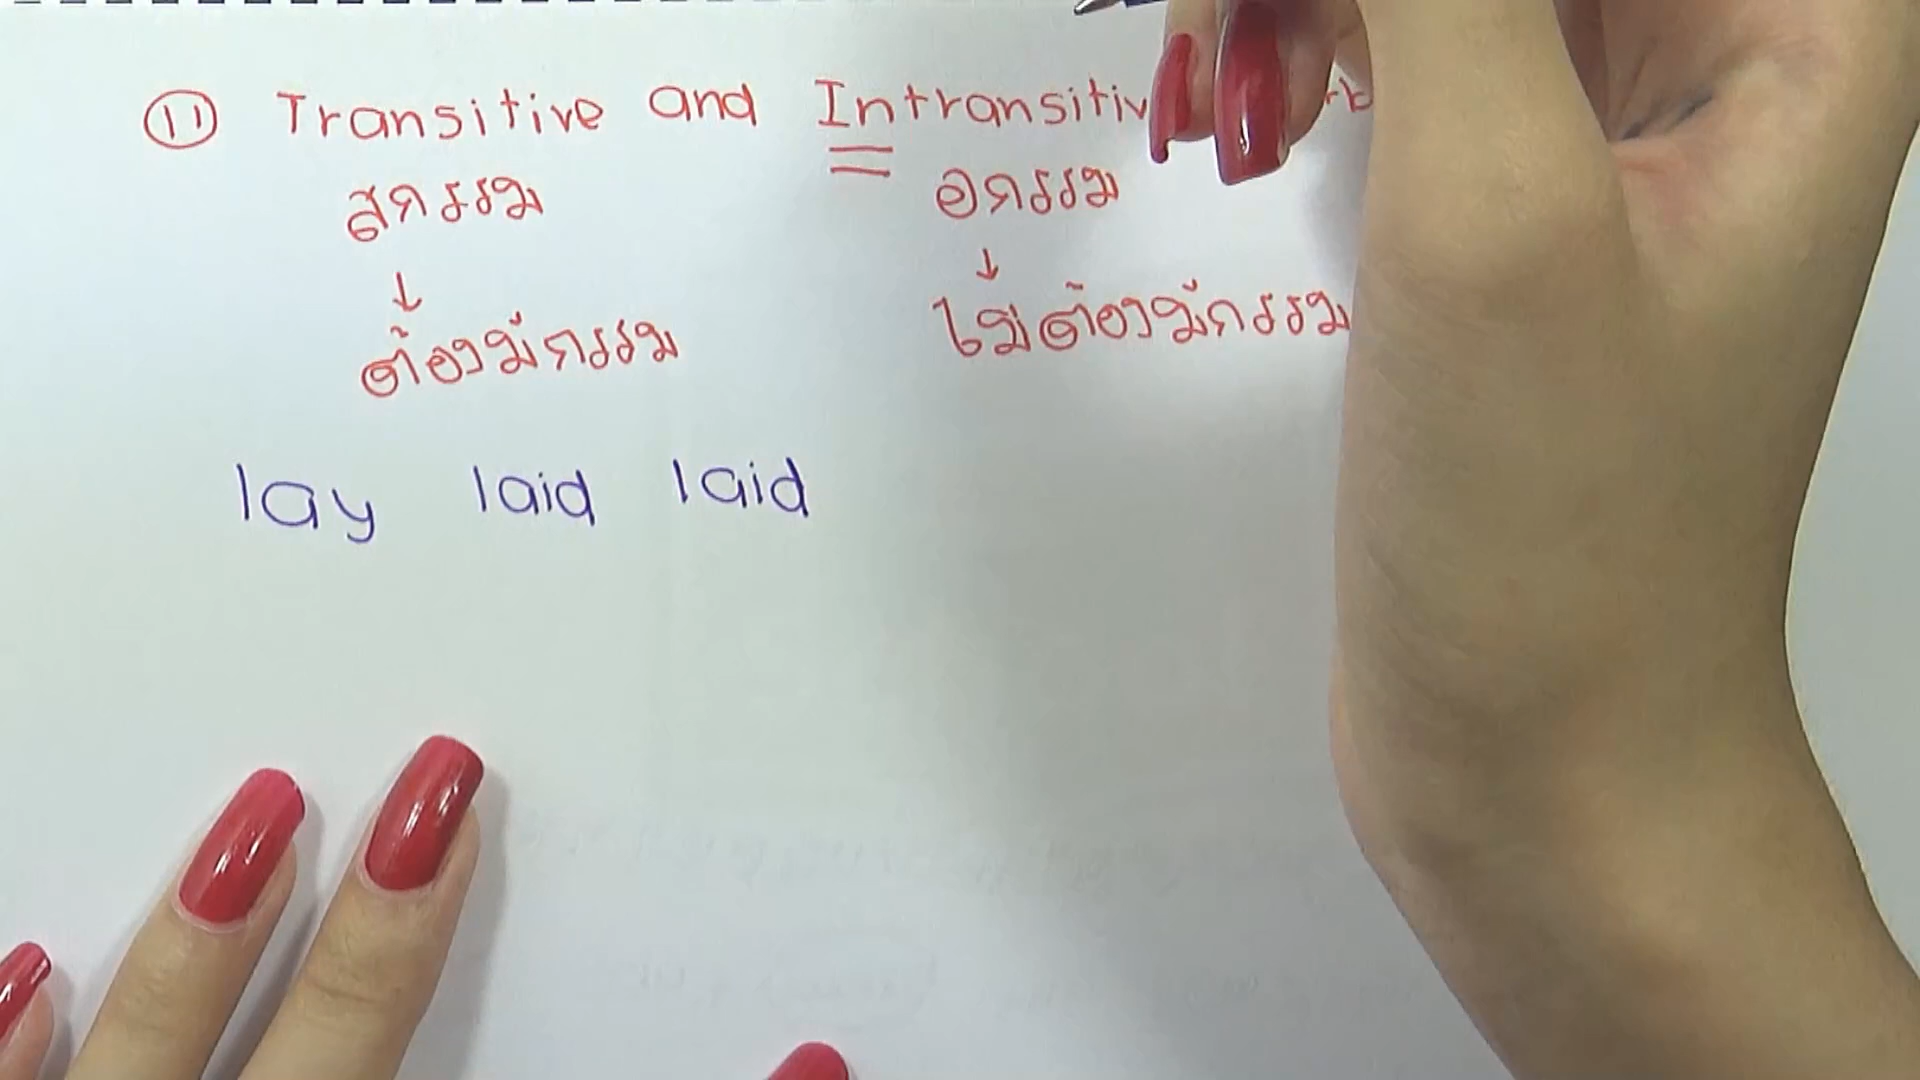 11 Transitive and Intransitiv
สกรรม อกรรม
↓ ↓
ต้องมีกรรม ไม่ต้องมีกรรม
lay laid laid